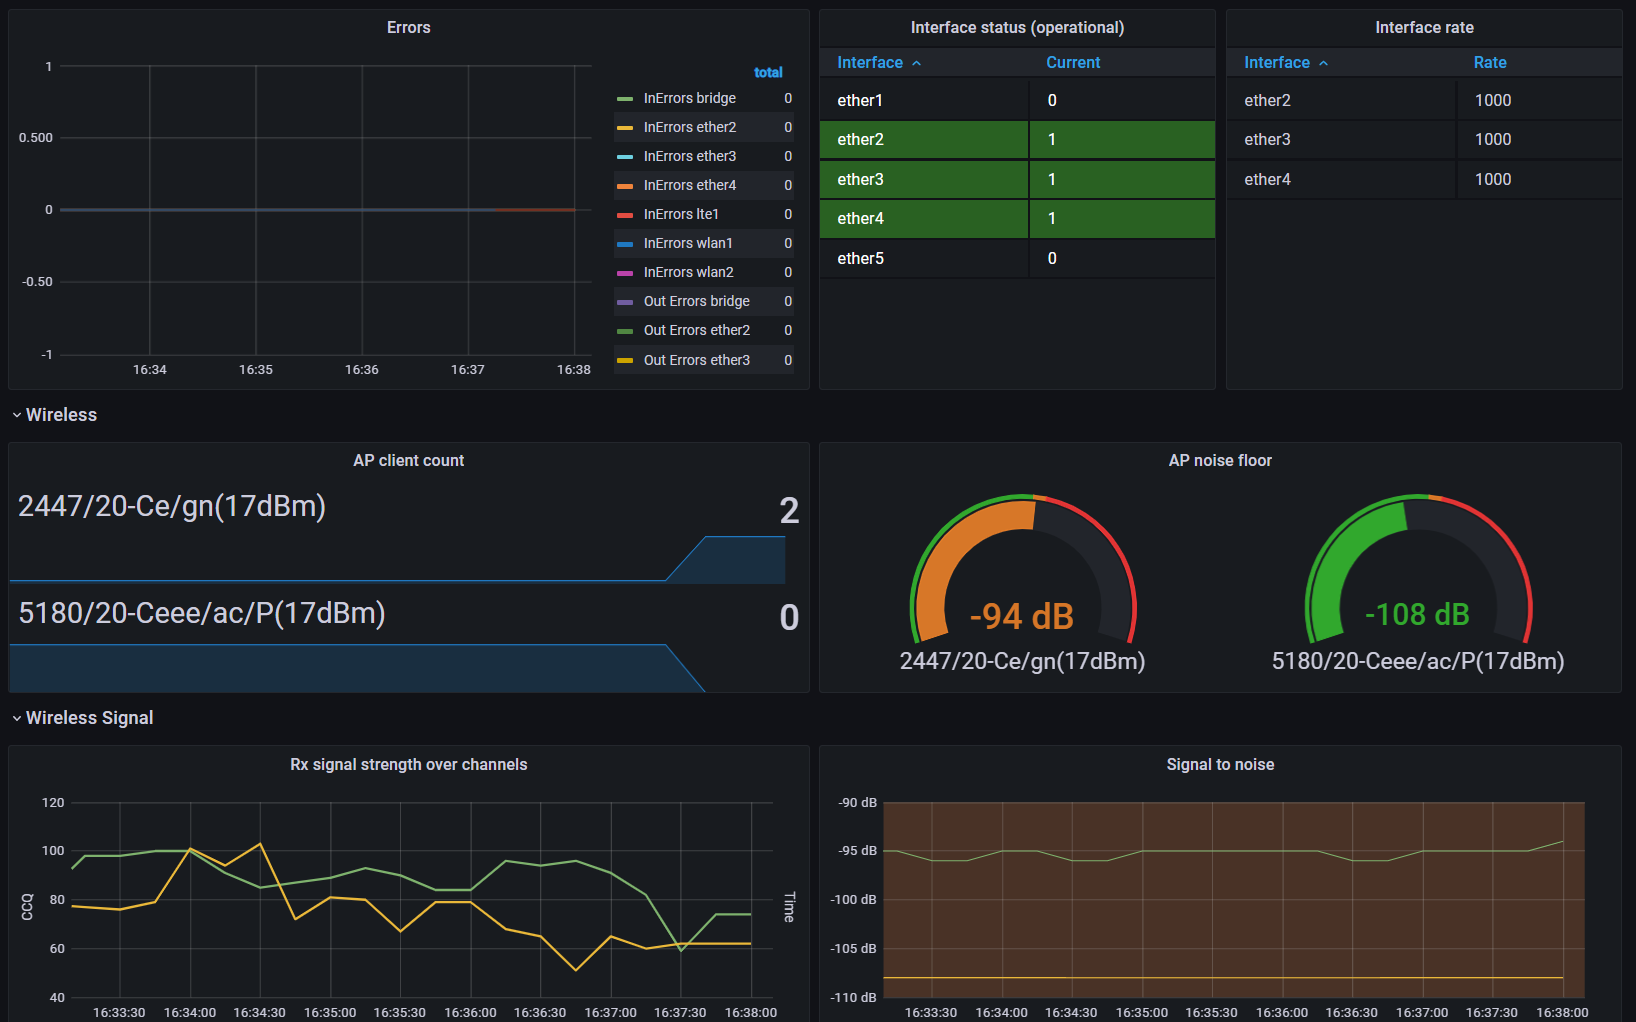 Errors
1
0.500
0
-0.50
-1
16:34 16:35 16:36 16:37 16:38
total
InErrors bridge 0
InErrors ether2 0
InErrors ether3 0
InErrors ether4 0
InErrors lte1 0
InErrors wlan1 0
InErrors wlan2 0
Out Errors bridge 0
Out Errors ether2 0
Out Errors ether3 0
Interface status (operational)
Interface Current
ether1 0
ether2 1
ether3 1
ether4 1
ether5 0
Interface rate
Interface Rate
ether2 1000
ether3 1000
ether4 1000
Wireless
AP client count
2447/20-Ce/gn(17dBm) 2
5180/20-Ceee/ac/P(17dBm) 0
AP noise floor
-94 dB
2447/20-Ce/gn(17dBm)
-108 dB
5180/20-Ceee/ac/P(17dBm)
Wireless Signal
Rx signal strength over channels
120
100
80
60
40
CCQ
Time
16:33:30 16:34:00 16:34:30 16:35:00 16:35:30 16:36:00 16:36:30 16:37:00 16:37:30 16:38:00
Signal to noise
-90 dB
-95 dB
-100 dB
-105 dB
-110 dB
16:33:30 16:34:00 16:34:30 16:35:00 16:35:30 16:36:00 16:36:30 16:37:00 16:37:30 16:38:00